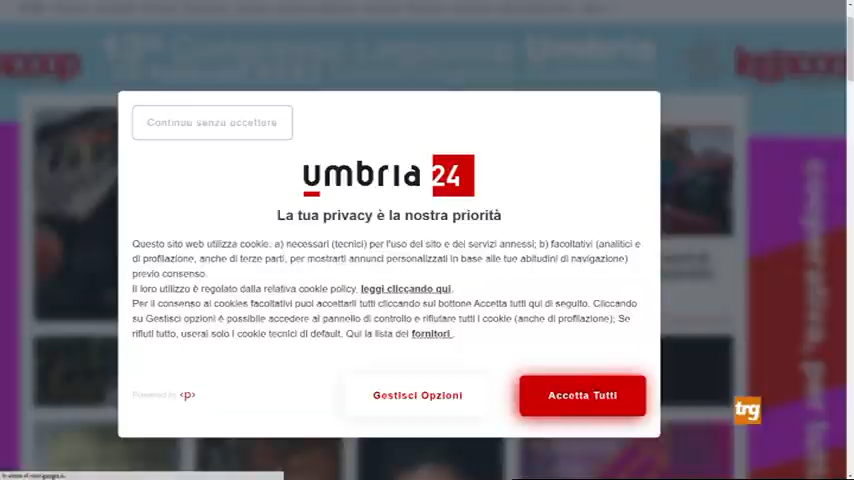 Umbria
Continua senza accettare
umbria 24
La tua privacy è la nostra priorità
Questo sito web utilizza cookie. a) necessari (tecnici) per l'uso del sito e dei servizi annessi; b) facoltativi (analitici e
di profilazione, anche di terze parti, per mostrarti annunci personalizzati in base alle tue abitudini di navigazione)
previo consenso.
Il loro utilizzo è regolato dalla relativa cookie policy, leggi cliccando qui.
Per il consenso ai cookies facoltativi puoi accettarli tutti cliccando sul bottone Accetta tutti qui di seguito. Cliccando
su Gestisci opzioni è possibile accedere al pannello di controllo e rifiutare tutti i cookie (anche di profilazione); Se
rifiuti tutto, userai solo i cookie tecnici di default. Qui la lista dei fornitori.
Powered by <p>
Gestisci Opzioni
Accetta Tutti
trg